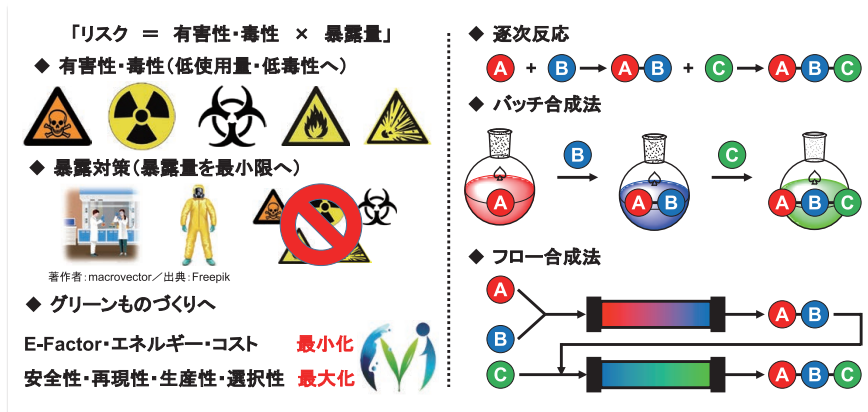 「リスク ＝ 有害性・毒性 × 暴露量」
◆ 有害性・毒性（低使用量・低毒性へ）
◆ 暴露対策（暴露量を最小限へ）
著作者：macrovector／出典：Freepik
◆ グリーンものづくりへ
E-Factor・エネルギー・コスト 最小化
安全性・再現性・生産性・選択性 最大化
◆ 逐次反応
A + B A B + C A B C
◆ バッチ合成法
B C
A A B A B C
◆ フロー合成法
A
A B
B
C A B C